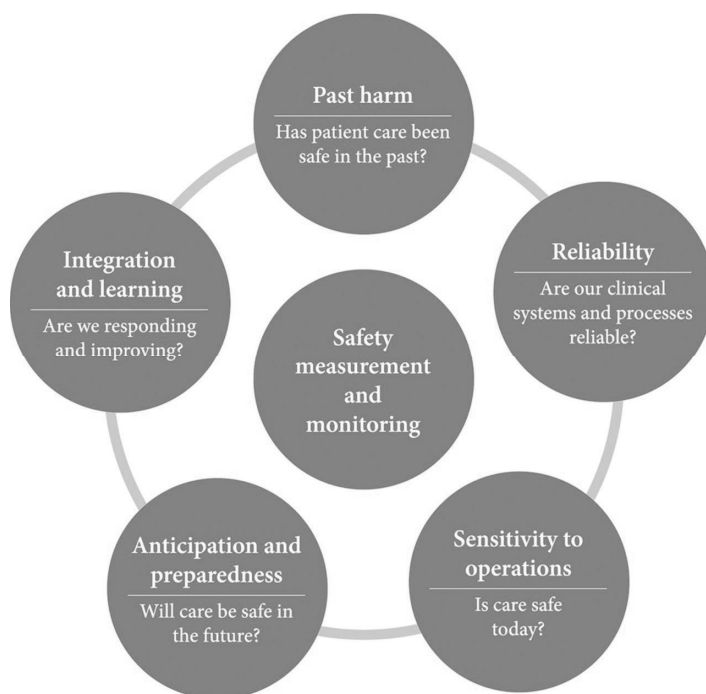 Past harm
Has patient care been
safe in the past?
Reliability
Are our clinical
systems and processes
reliable?
Sensitivity to
operations
Is care safe
today?
Anticipation and
preparedness
Will care be safe in
the future?
Integration
and learning
Are we responding
and improving?
Safety
measurement
and
monitoring